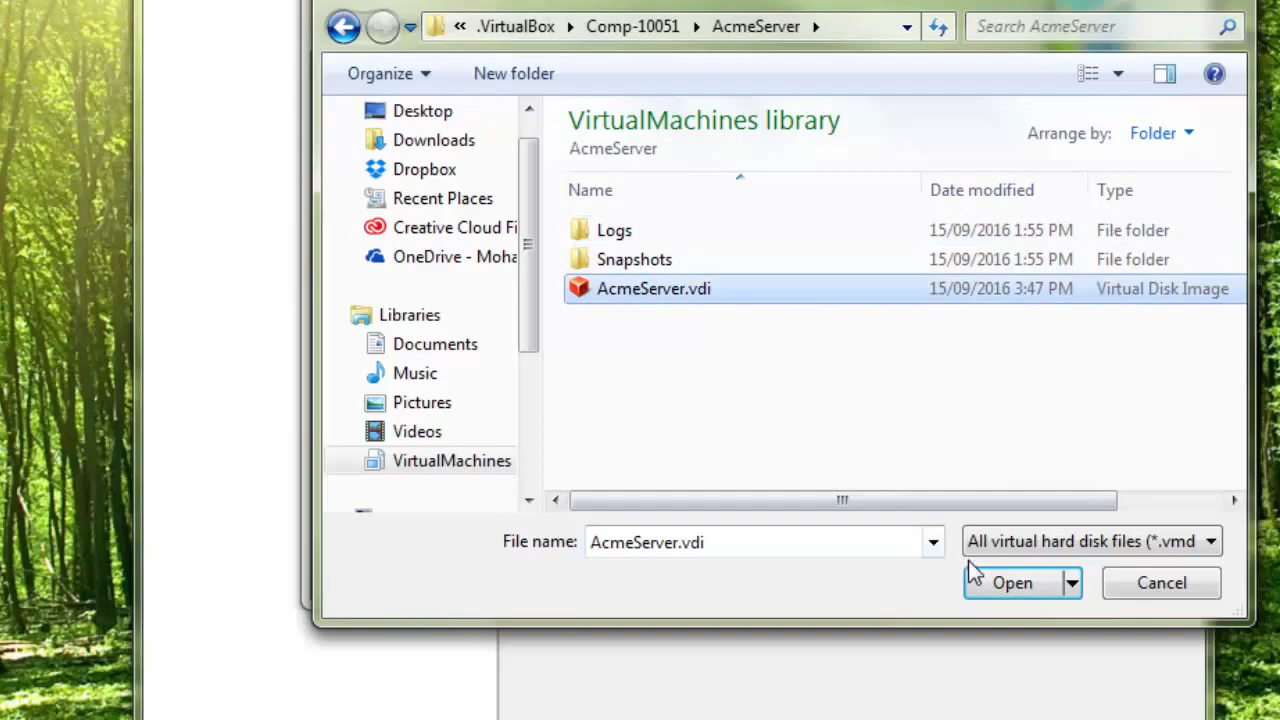 « .VirtualBox Comp-10051 AcmeServer Search AcmeServer
Organize New folder
Desktop
Downloads
Dropbox
Recent Places
Creative Cloud Fi
OneDrive - Moha
Libraries
Documents
Music
Pictures
Videos
VirtualMachines
VirtualMachines library
AcmeServer
Arrange by: Folder
Name Date modified Type
Logs 15/09/2016 1:55 PM File folder
Snapshots 15/09/2016 1:55 PM File folder
AcmeServer.vdi 15/09/2016 3:47 PM Virtual Disk Image
File name: AcmeServer.vdi All virtual hard disk files (*.vmd
Open Cancel